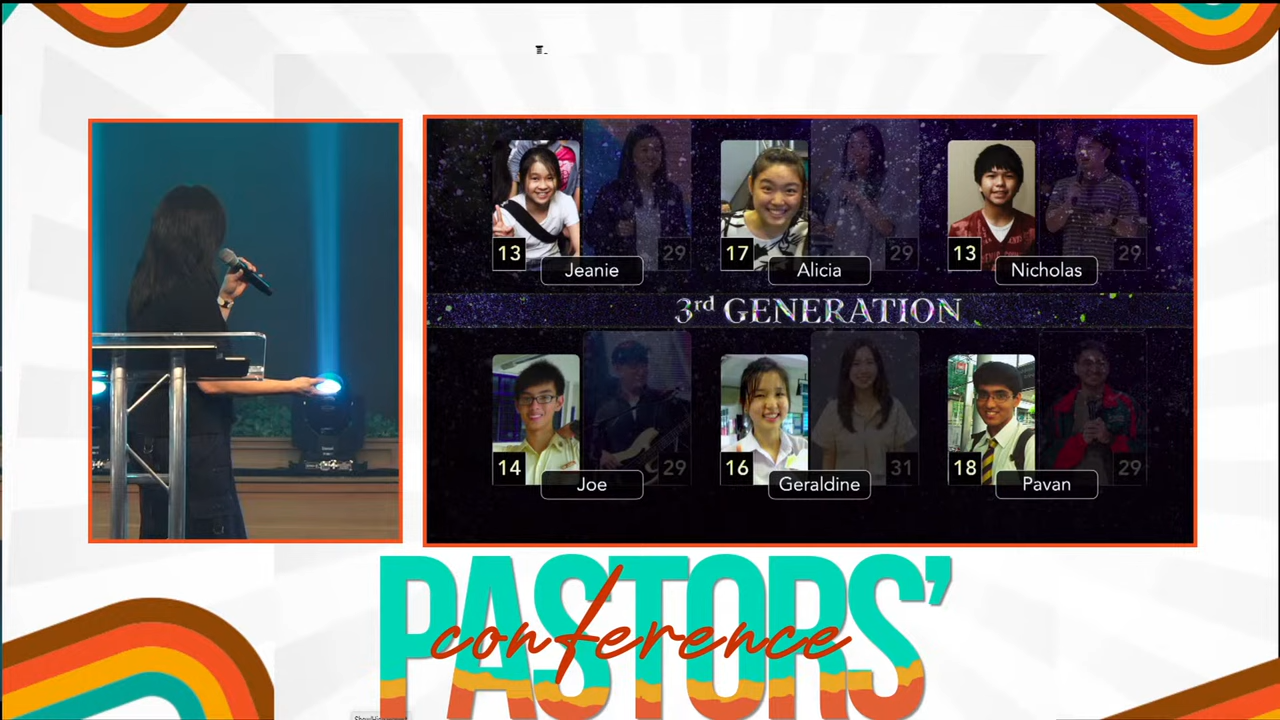 13 29 17 29 13 29
Jeanie Alicia Nicholas
3rd GENERATION
14 29 16 31 18 29
Joe Geraldine Pavan
PASTORS'
conference